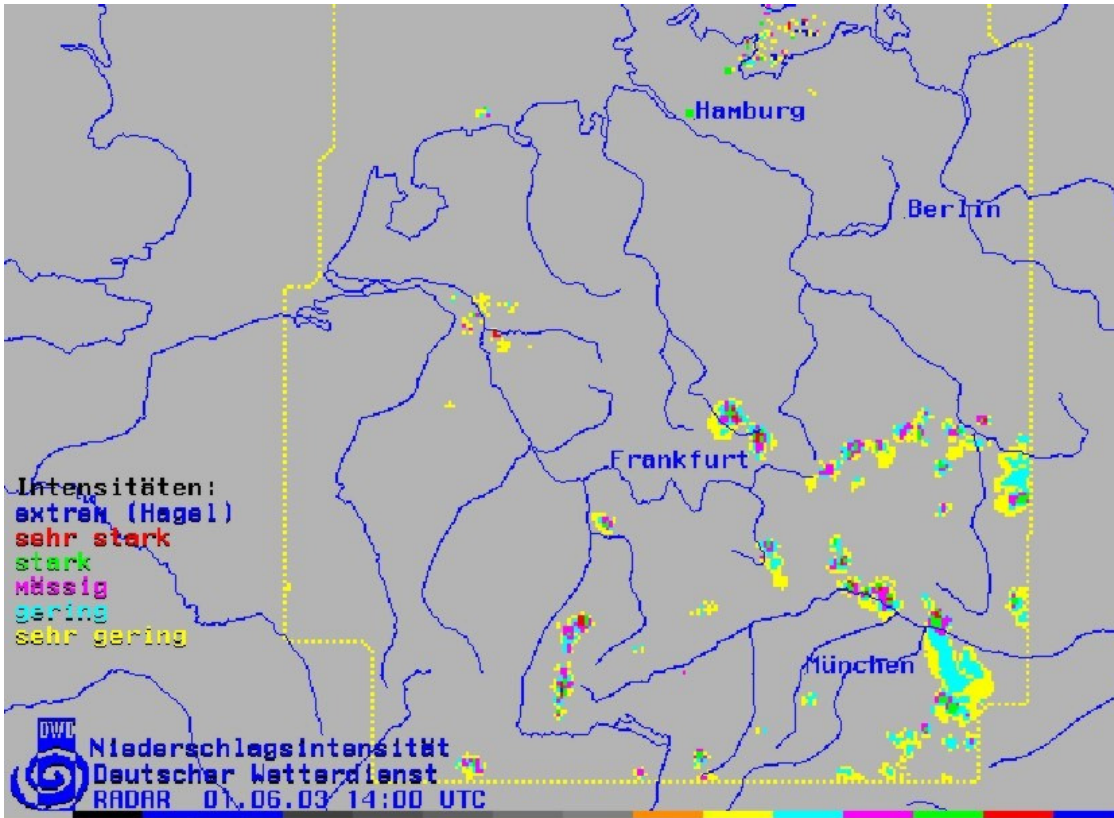 Hamburg
Berlin
Frankfurt
Intensitäten:
extrem (Hagel)
sehr stark
stark
mässig
gering
sehr gering
München
DWD
Niederschlagsintensität
Deutscher Wetterdienst
RADAR 01.06.03 14:00 UTC